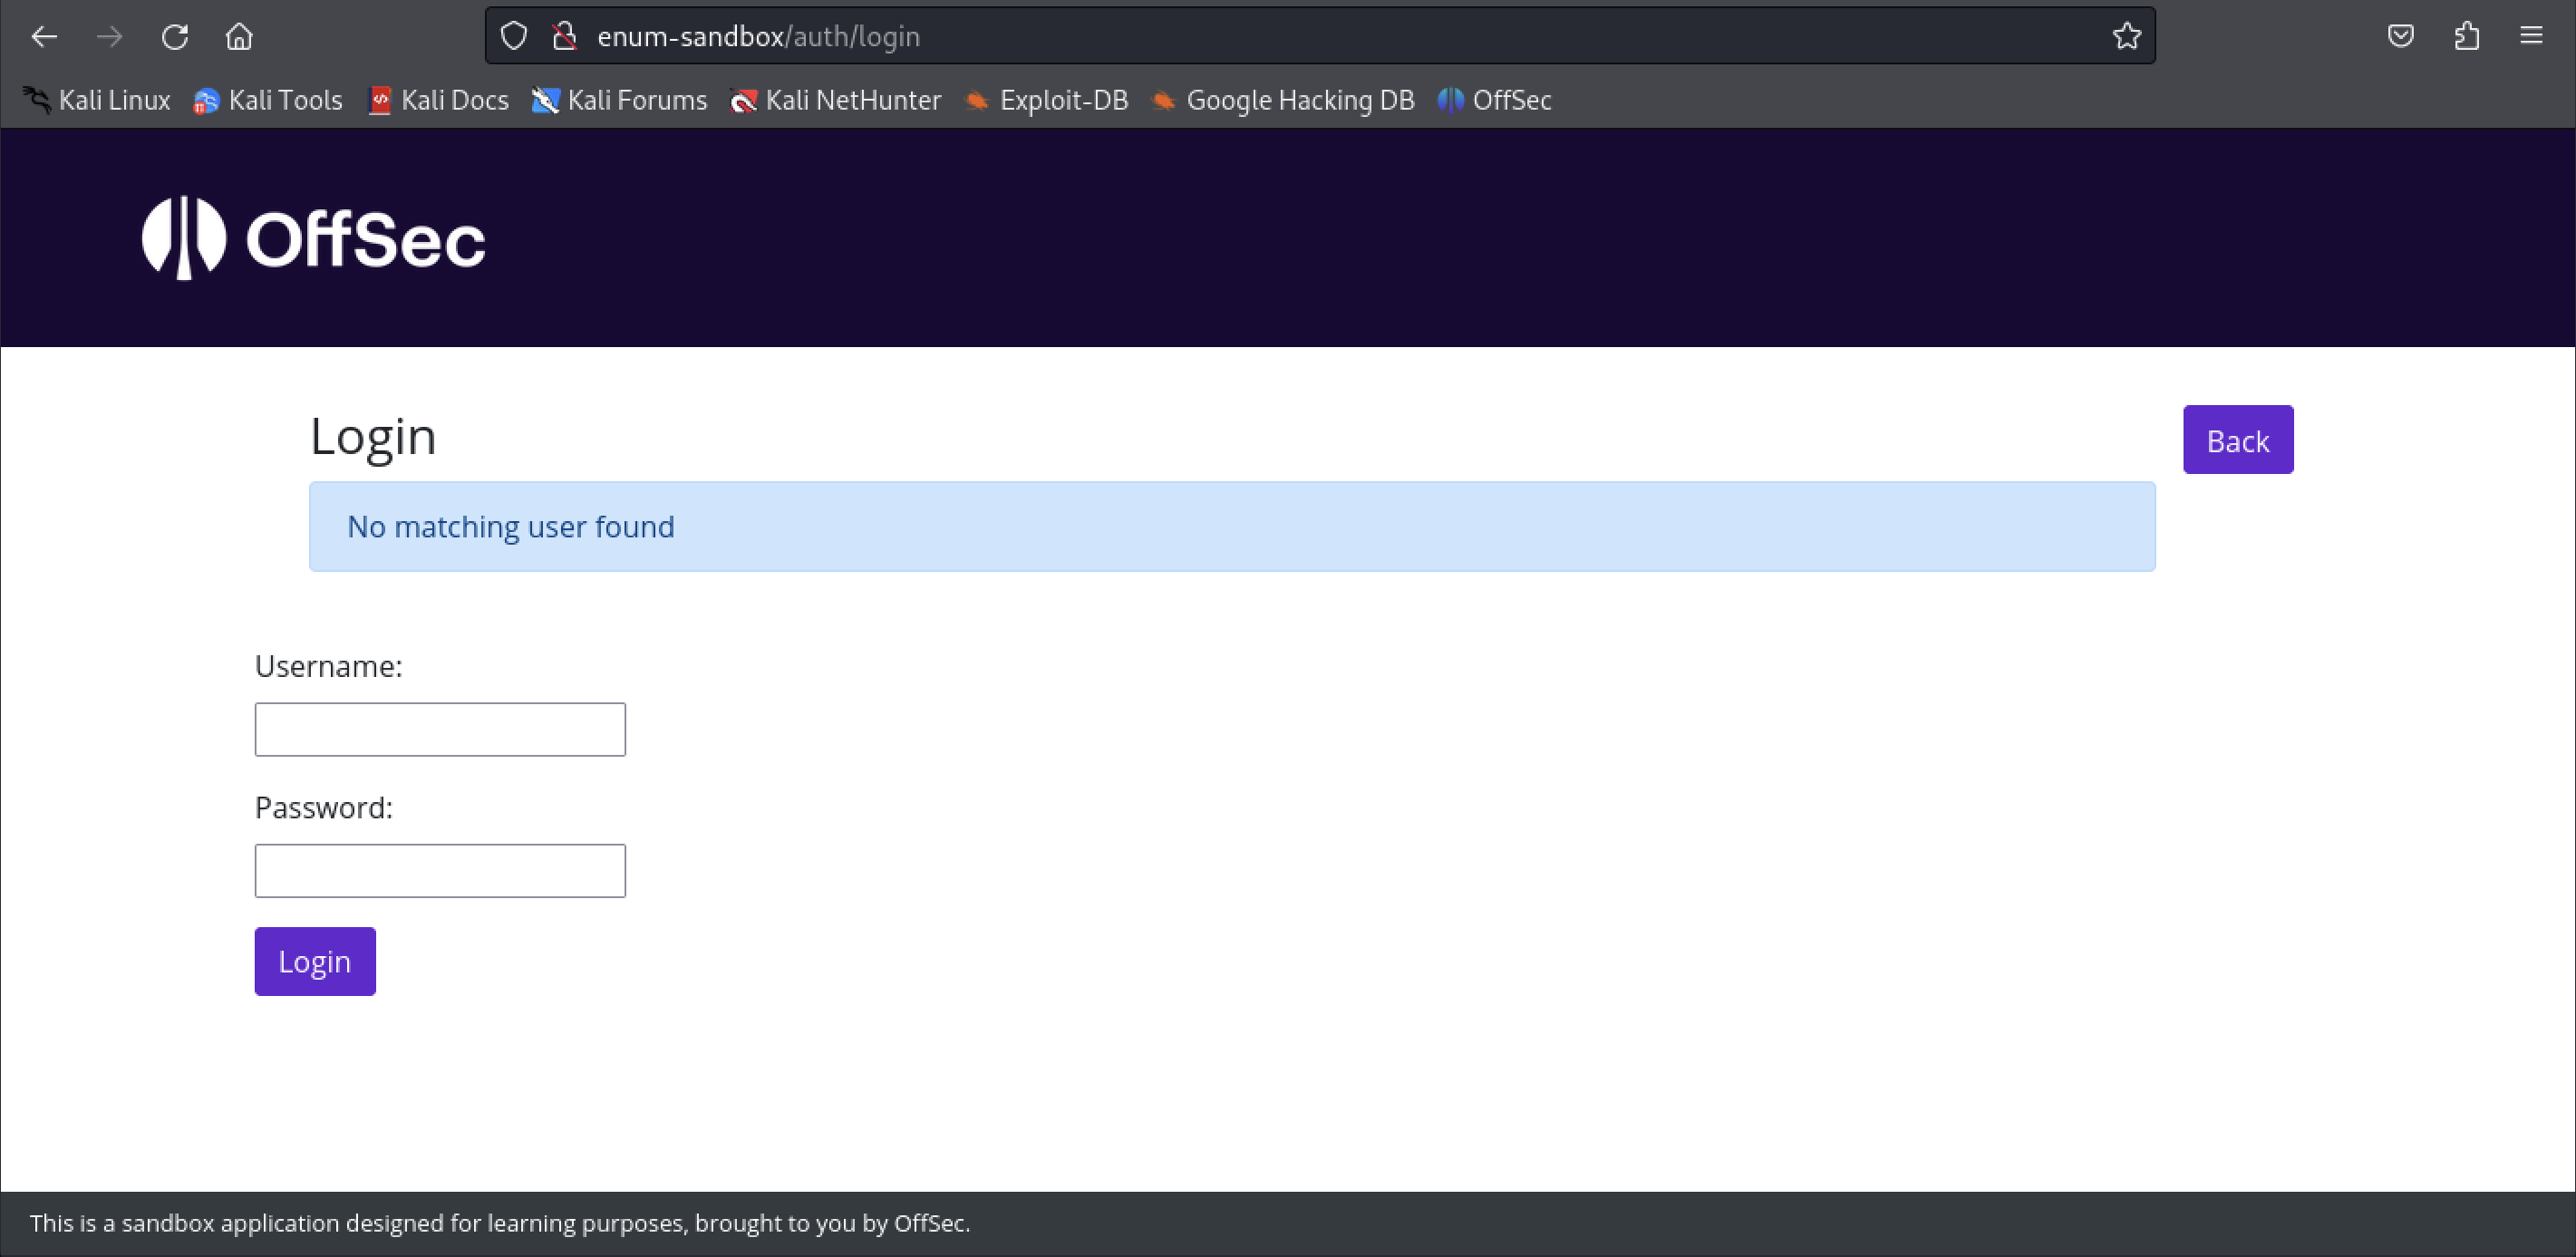 enum-sandbox/auth/login
Kali Linux Kali Tools Kali Docs Kali Forums Kali NetHunter Exploit-DB Google Hacking DB OffSec
OffSec
Login
Back
No matching user found
Username:
Password:
Login
This is a sandbox application designed for learning purposes, brought to you by OffSec.